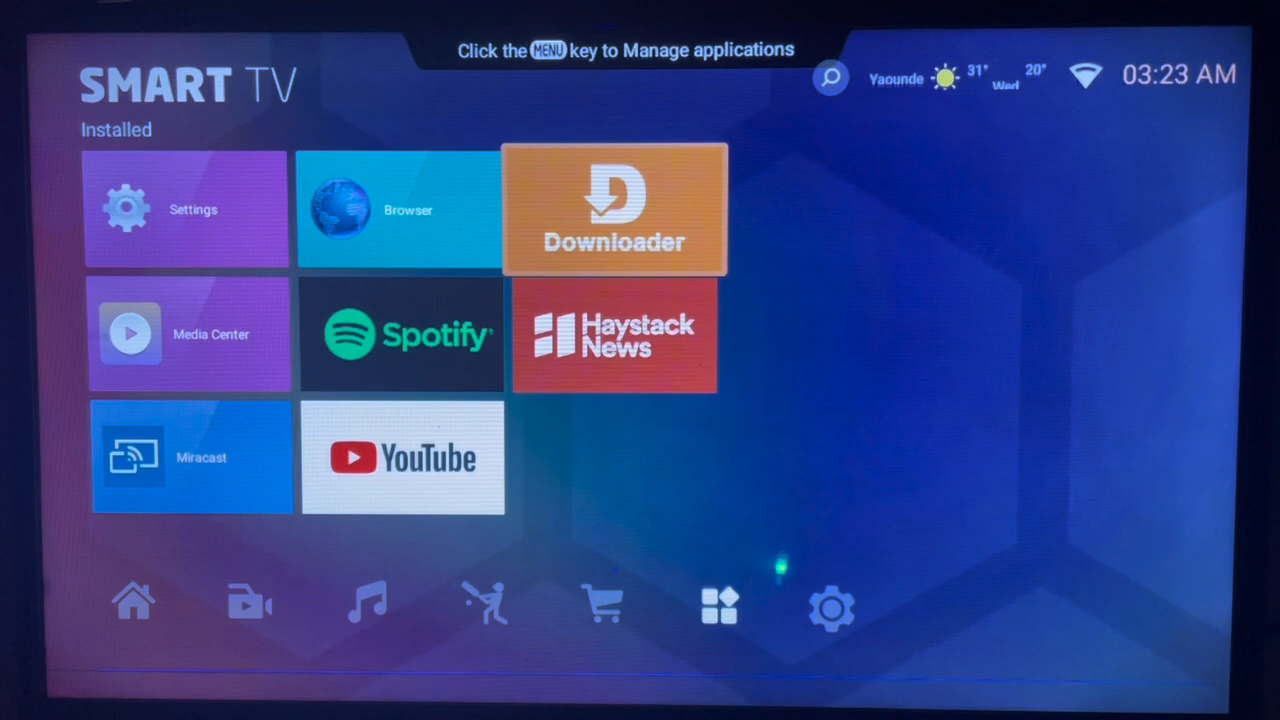 Click the MENU key to Manage applications
SMART TV
Yaounde 31° Wed 20° 03:23 AM
Installed
Settings
Browser
Downloader
Media Center
Spotify
Haystack
News
Miracast
YouTube